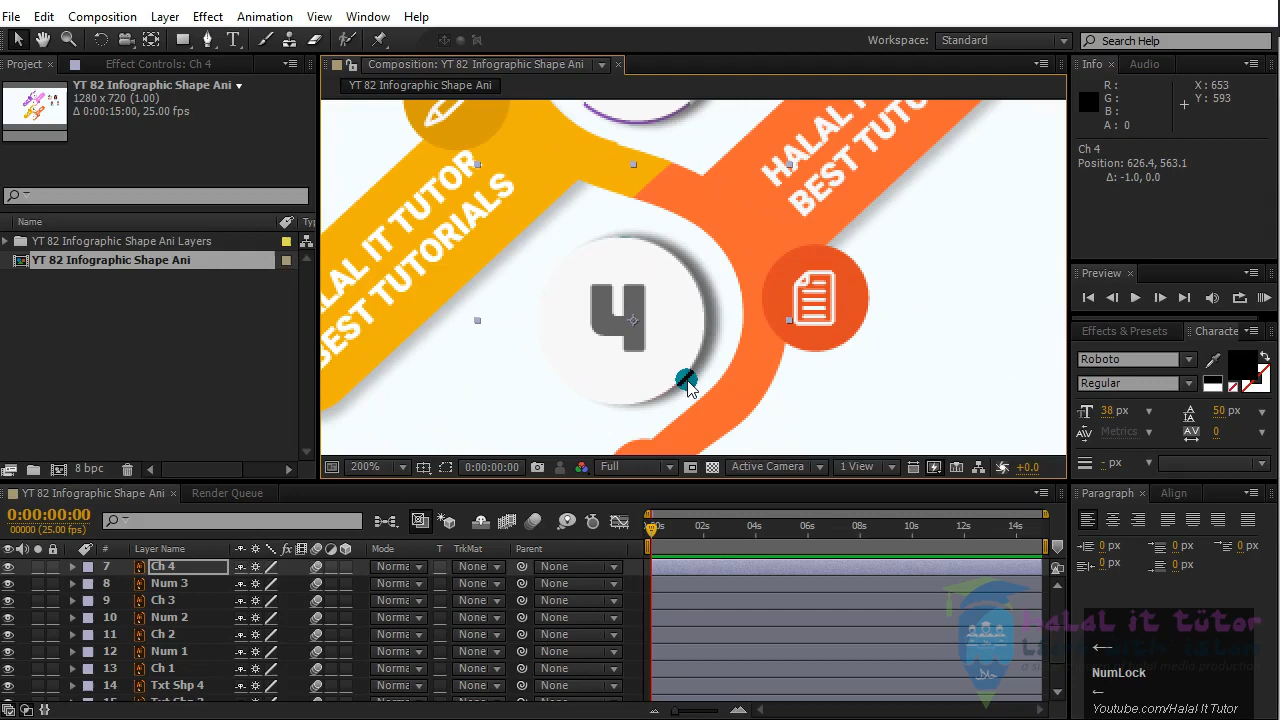 File Edit Composition Layer Effect Animation View Window Help
Workspace: Standard Search Help
Project Effect Controls: Ch 4
Composition: YT 82 Infographic Shape Ani
Info Audio
YT 82 Infographic Shape Ani
1280 x 720 (1.00)
Δ 0:00:15:00, 25.00 fps
YT 82 Infographic Shape Ani
R : X : 653
G : Y : 593
B :
A : 0
Ch 4
Position: 626.4, 563.1
Δ: -1.0, 0.0
Name
YT 82 Infographic Shape Ani Layers
YT 82 Infographic Shape Ani
IT TUTOR
BEST TUTORIALS
HALAL
BEST
4
Preview
Effects & Presets Characte
Roboto
Regular
38 px 50 px
Metrics 0
- px
8 bpc
200% 0:00:00:00 Full Active Camera 1 View +0.0
YT 82 Infographic Shape Ani Render Queue
Paragraph Align
0:00:00:00
00000 (25.00 fps)
02s 04s 06s 08s 10s 12s 14s
0 px 0 px 0 px
0 px 0 px
# Layer Name Mode T TrkMat Parent
7 Ch 4 Norma None None
8 Num 3 Norma None None
9 Ch 3 Norma None None
10 Num 2 Norma None None
11 Ch 2 Norma None None
12 Num 1 Norma None None
13 Ch 1 Norma None None
14 Txt Shp 4 Norma None None
halal it tütor
حلال
←
NumLock
←
Youtube.com/Halal It Tutor